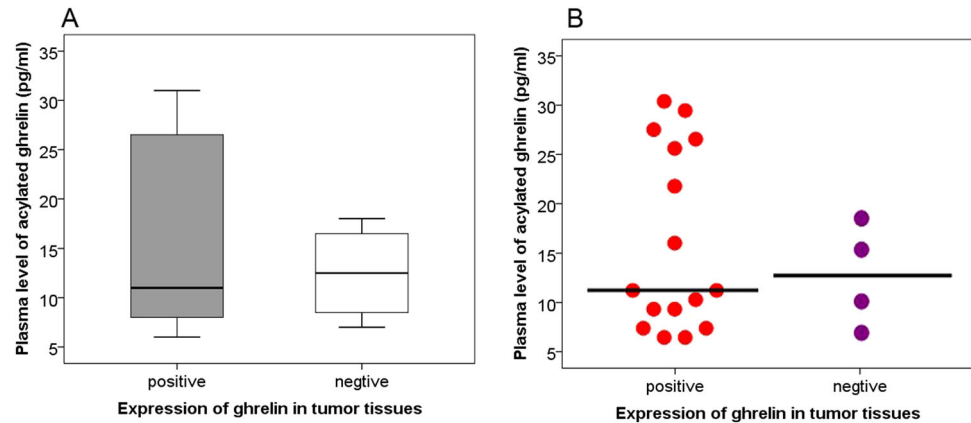 A
Plasma level of acylated ghrelin (pg/ml)
35
30
25
20
15
10
5
positive negtive
Expression of ghrelin in tumor tissues
B
Plasma level of acylated ghrelin (pg/ml)
35
30
25
20
15
10
5
positive negtive
Expression of ghrelin in tumor tissues